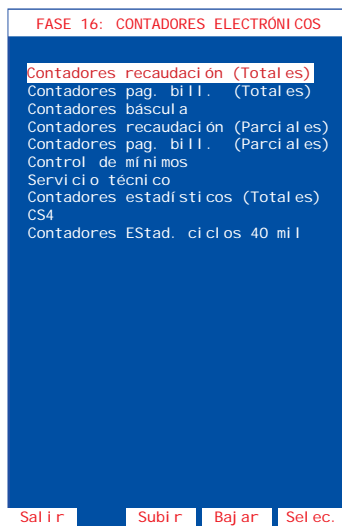 FASE 16: CONTADORES ELECTRÓNICOS
Contadores recaudación (Totales)
Contadores pag. bill. (Totales)
Contadores báscula
Contadores recaudación (Parciales)
Contadores pag. bill. (Parciales)
Control de mínimos
Servicio técnico
Contadores estadísticos (Totales)
CS4
Contadores EStad. ciclos 40 mil
Salir Subir Bajar Selec.